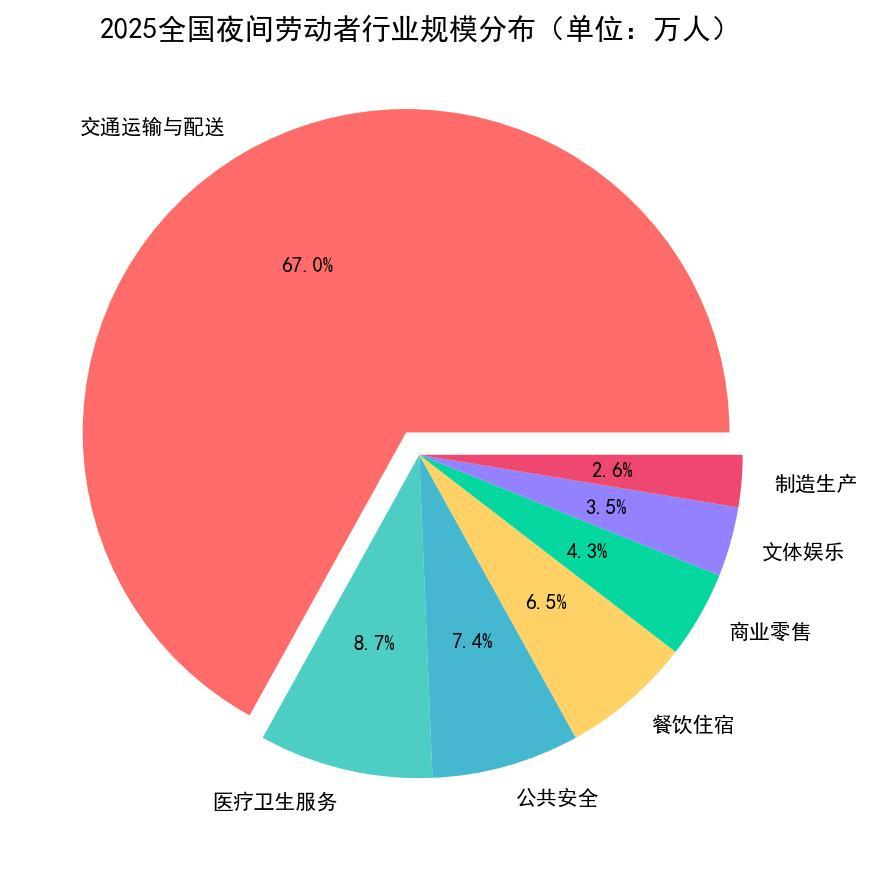 2025全国夜间劳动者行业规模分布（单位：万人）
交通运输与配送
67.0%
2.6%
制造生产
3.5%
文体娱乐
4.3%
商业零售
6.5%
餐饮住宿
8.7%
7.4%
医疗卫生服务
公共安全